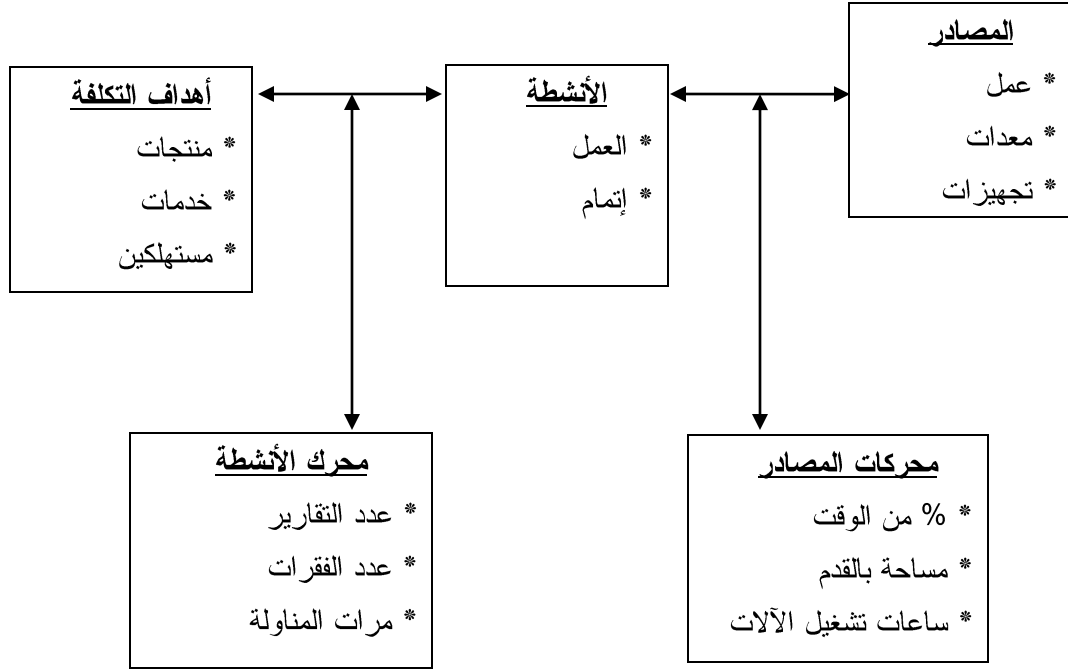 المصادر
* عمل
* معدات
* تجهيزات
الأنشطة
* العمل
* إتمام
أهداف التكلفة
* منتجات
* خدمات
* مستهلكين
محركات المصادر
* % من الوقت
* مساحة بالقدم
* ساعات تشغيل الآلات
محرك الأنشطة
* عدد التقارير
* عدد الفقرات
* مرات المناولة